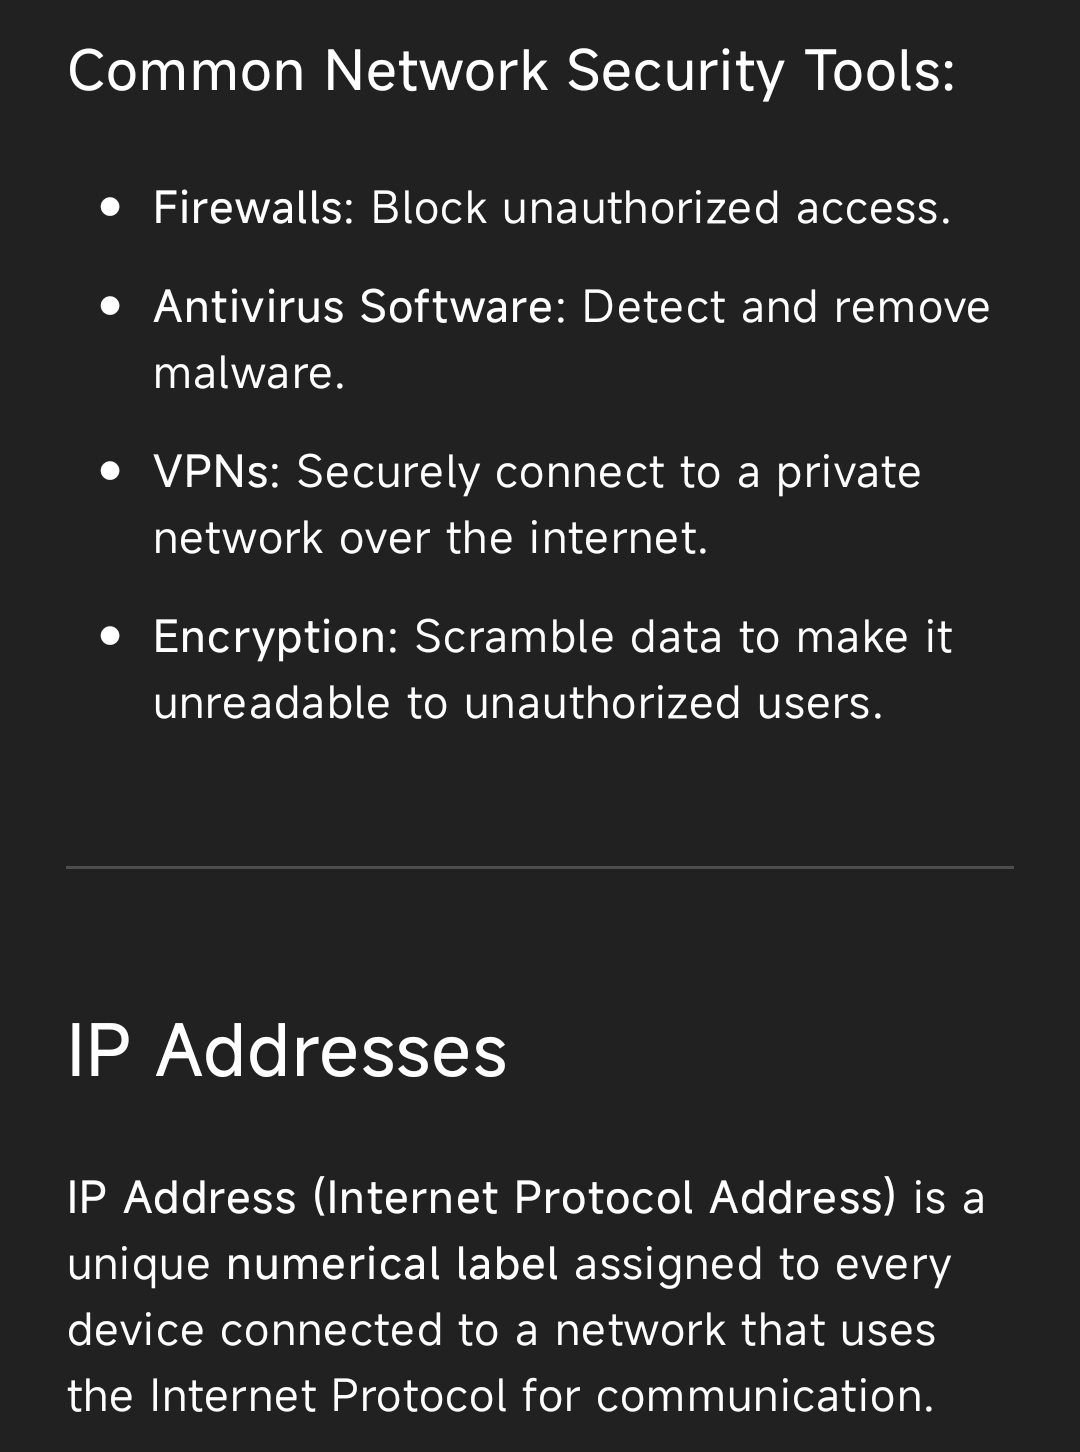 Common Network Security Tools:
• Firewalls: Block unauthorized access.
• Antivirus Software: Detect and remove
malware.
• VPNs: Securely connect to a private
network over the internet.
• Encryption: Scramble data to make it
unreadable to unauthorized users.
IP Addresses
IP Address (Internet Protocol Address) is a
unique numerical label assigned to every
device connected to a network that uses
the Internet Protocol for communication.